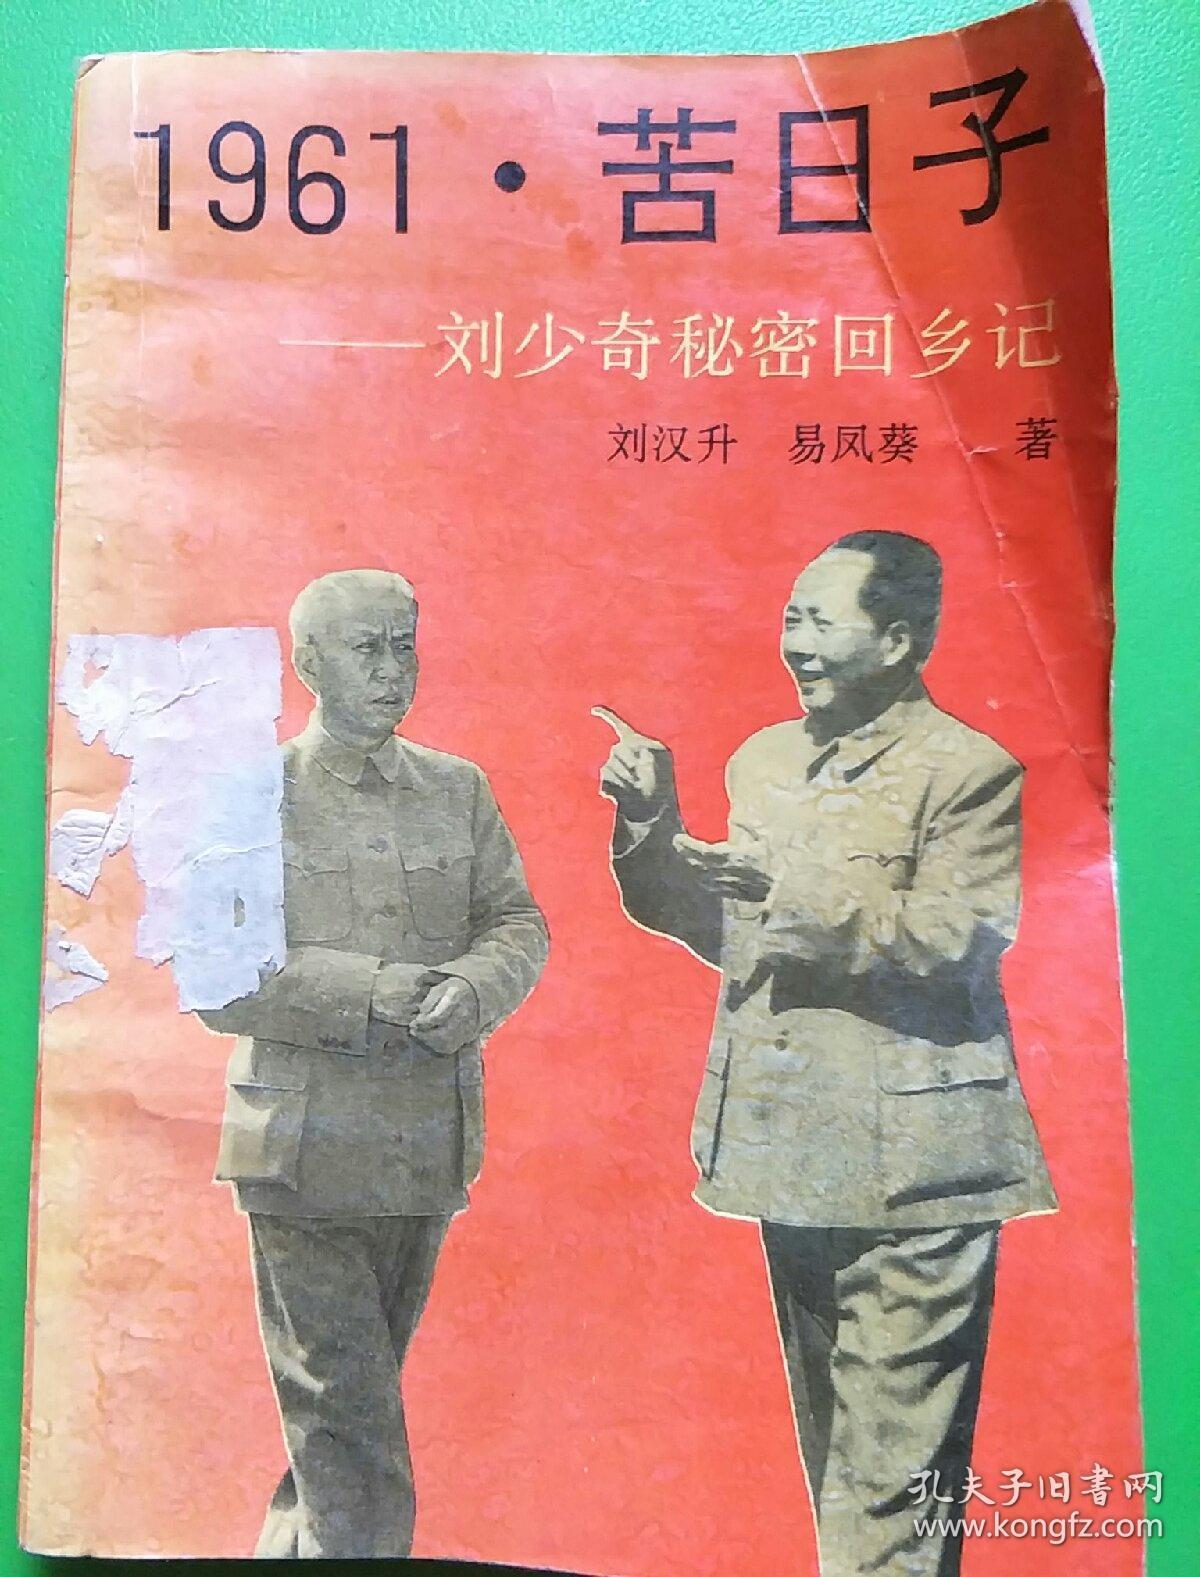 1961·苦日子
——刘少奇秘密回乡记
刘汉升 易凤葵 著
孔夫子旧书网
www.kongfz.com